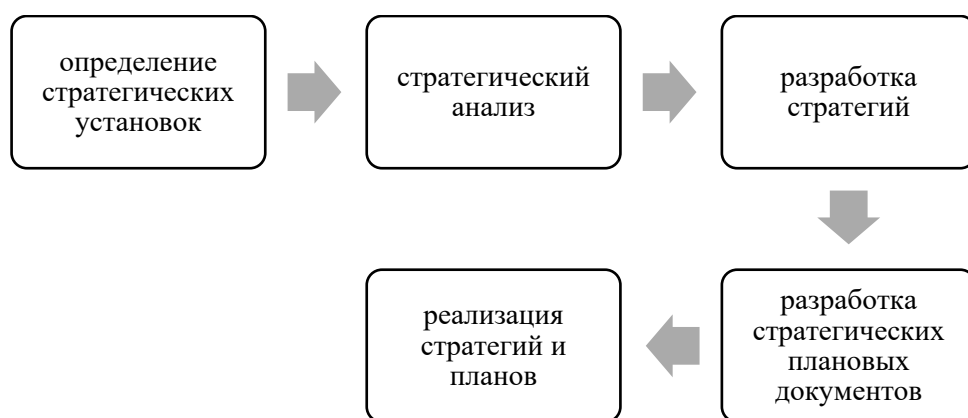 определение
стратегических
установок
стратегический
анализ
разработка
стратегий
разработка
стратегических
плановых
документов
реализация
стратегий и
планов